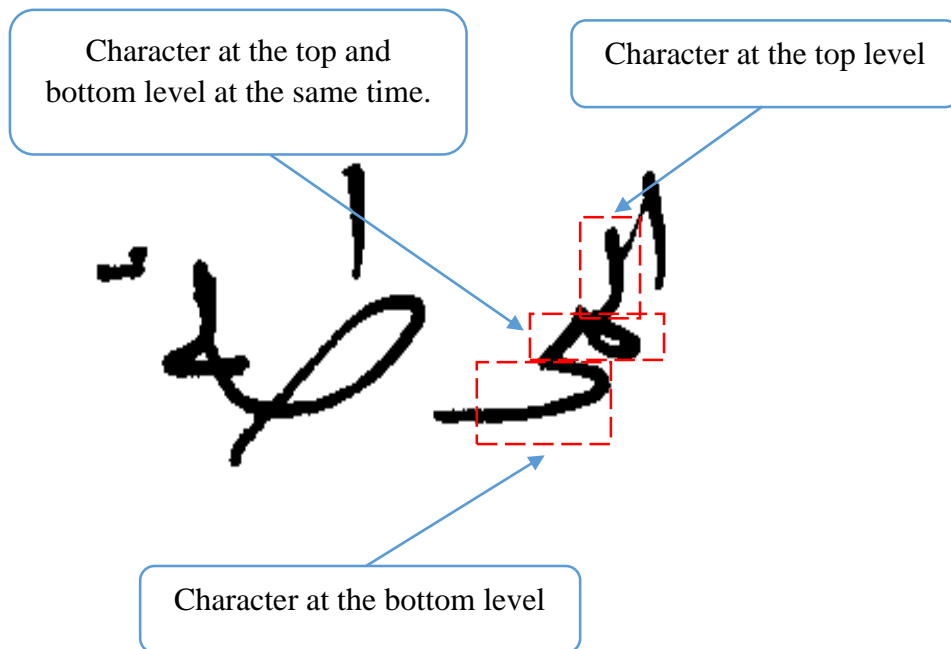 Character at the top and
bottom level at the same time.
Character at the top level
Character at the bottom level